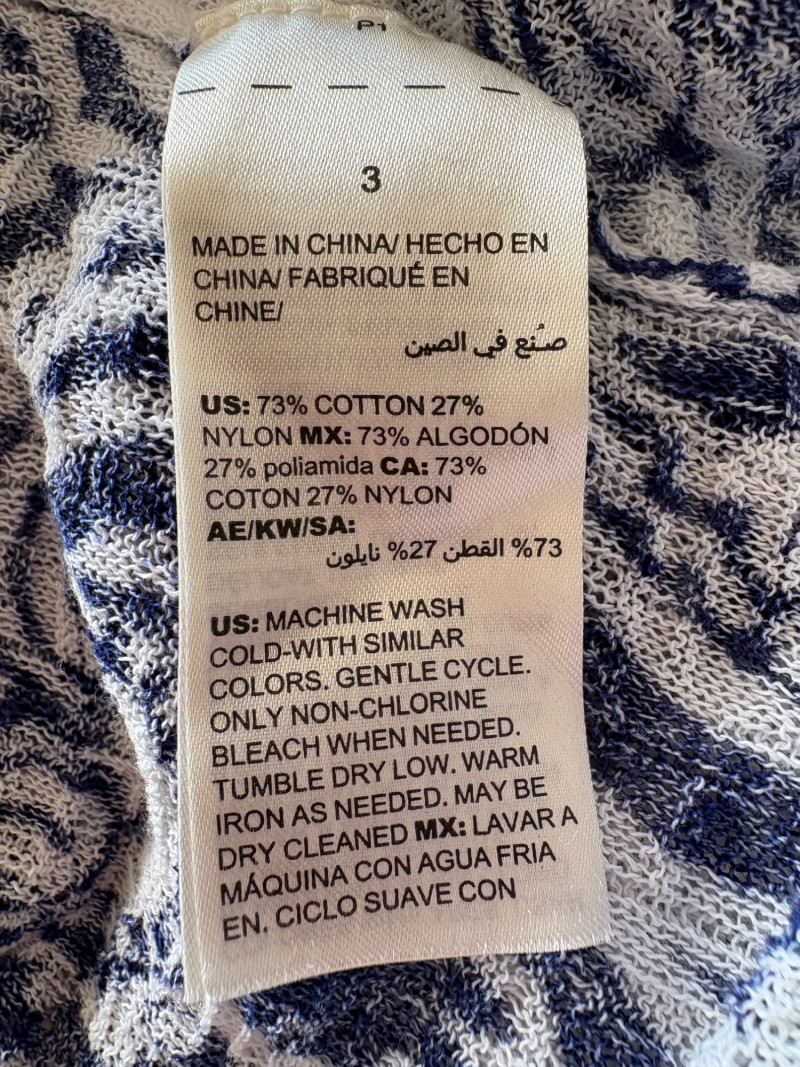 P1
3
MADE IN CHINA/ HECHO EN
CHINA/ FABRIQUÉ EN
CHINE/
صُنع في الصين
US: 73% COTTON 27%
NYLON MX: 73% ALGODÓN
27% poliamida CA: 73%
COTON 27% NYLON
AE/KW/SA:
73% القطن 27% نايلون
US: MACHINE WASH
COLD-WITH SIMILAR
COLORS. GENTLE CYCLE.
ONLY NON-CHLORINE
BLEACH WHEN NEEDED.
TUMBLE DRY LOW. WARM
IRON AS NEEDED. MAY BE
DRY CLEANED MX: LAVAR A
MÁQUINA CON AGUA FRIA
EN. CICLO SUAVE CON